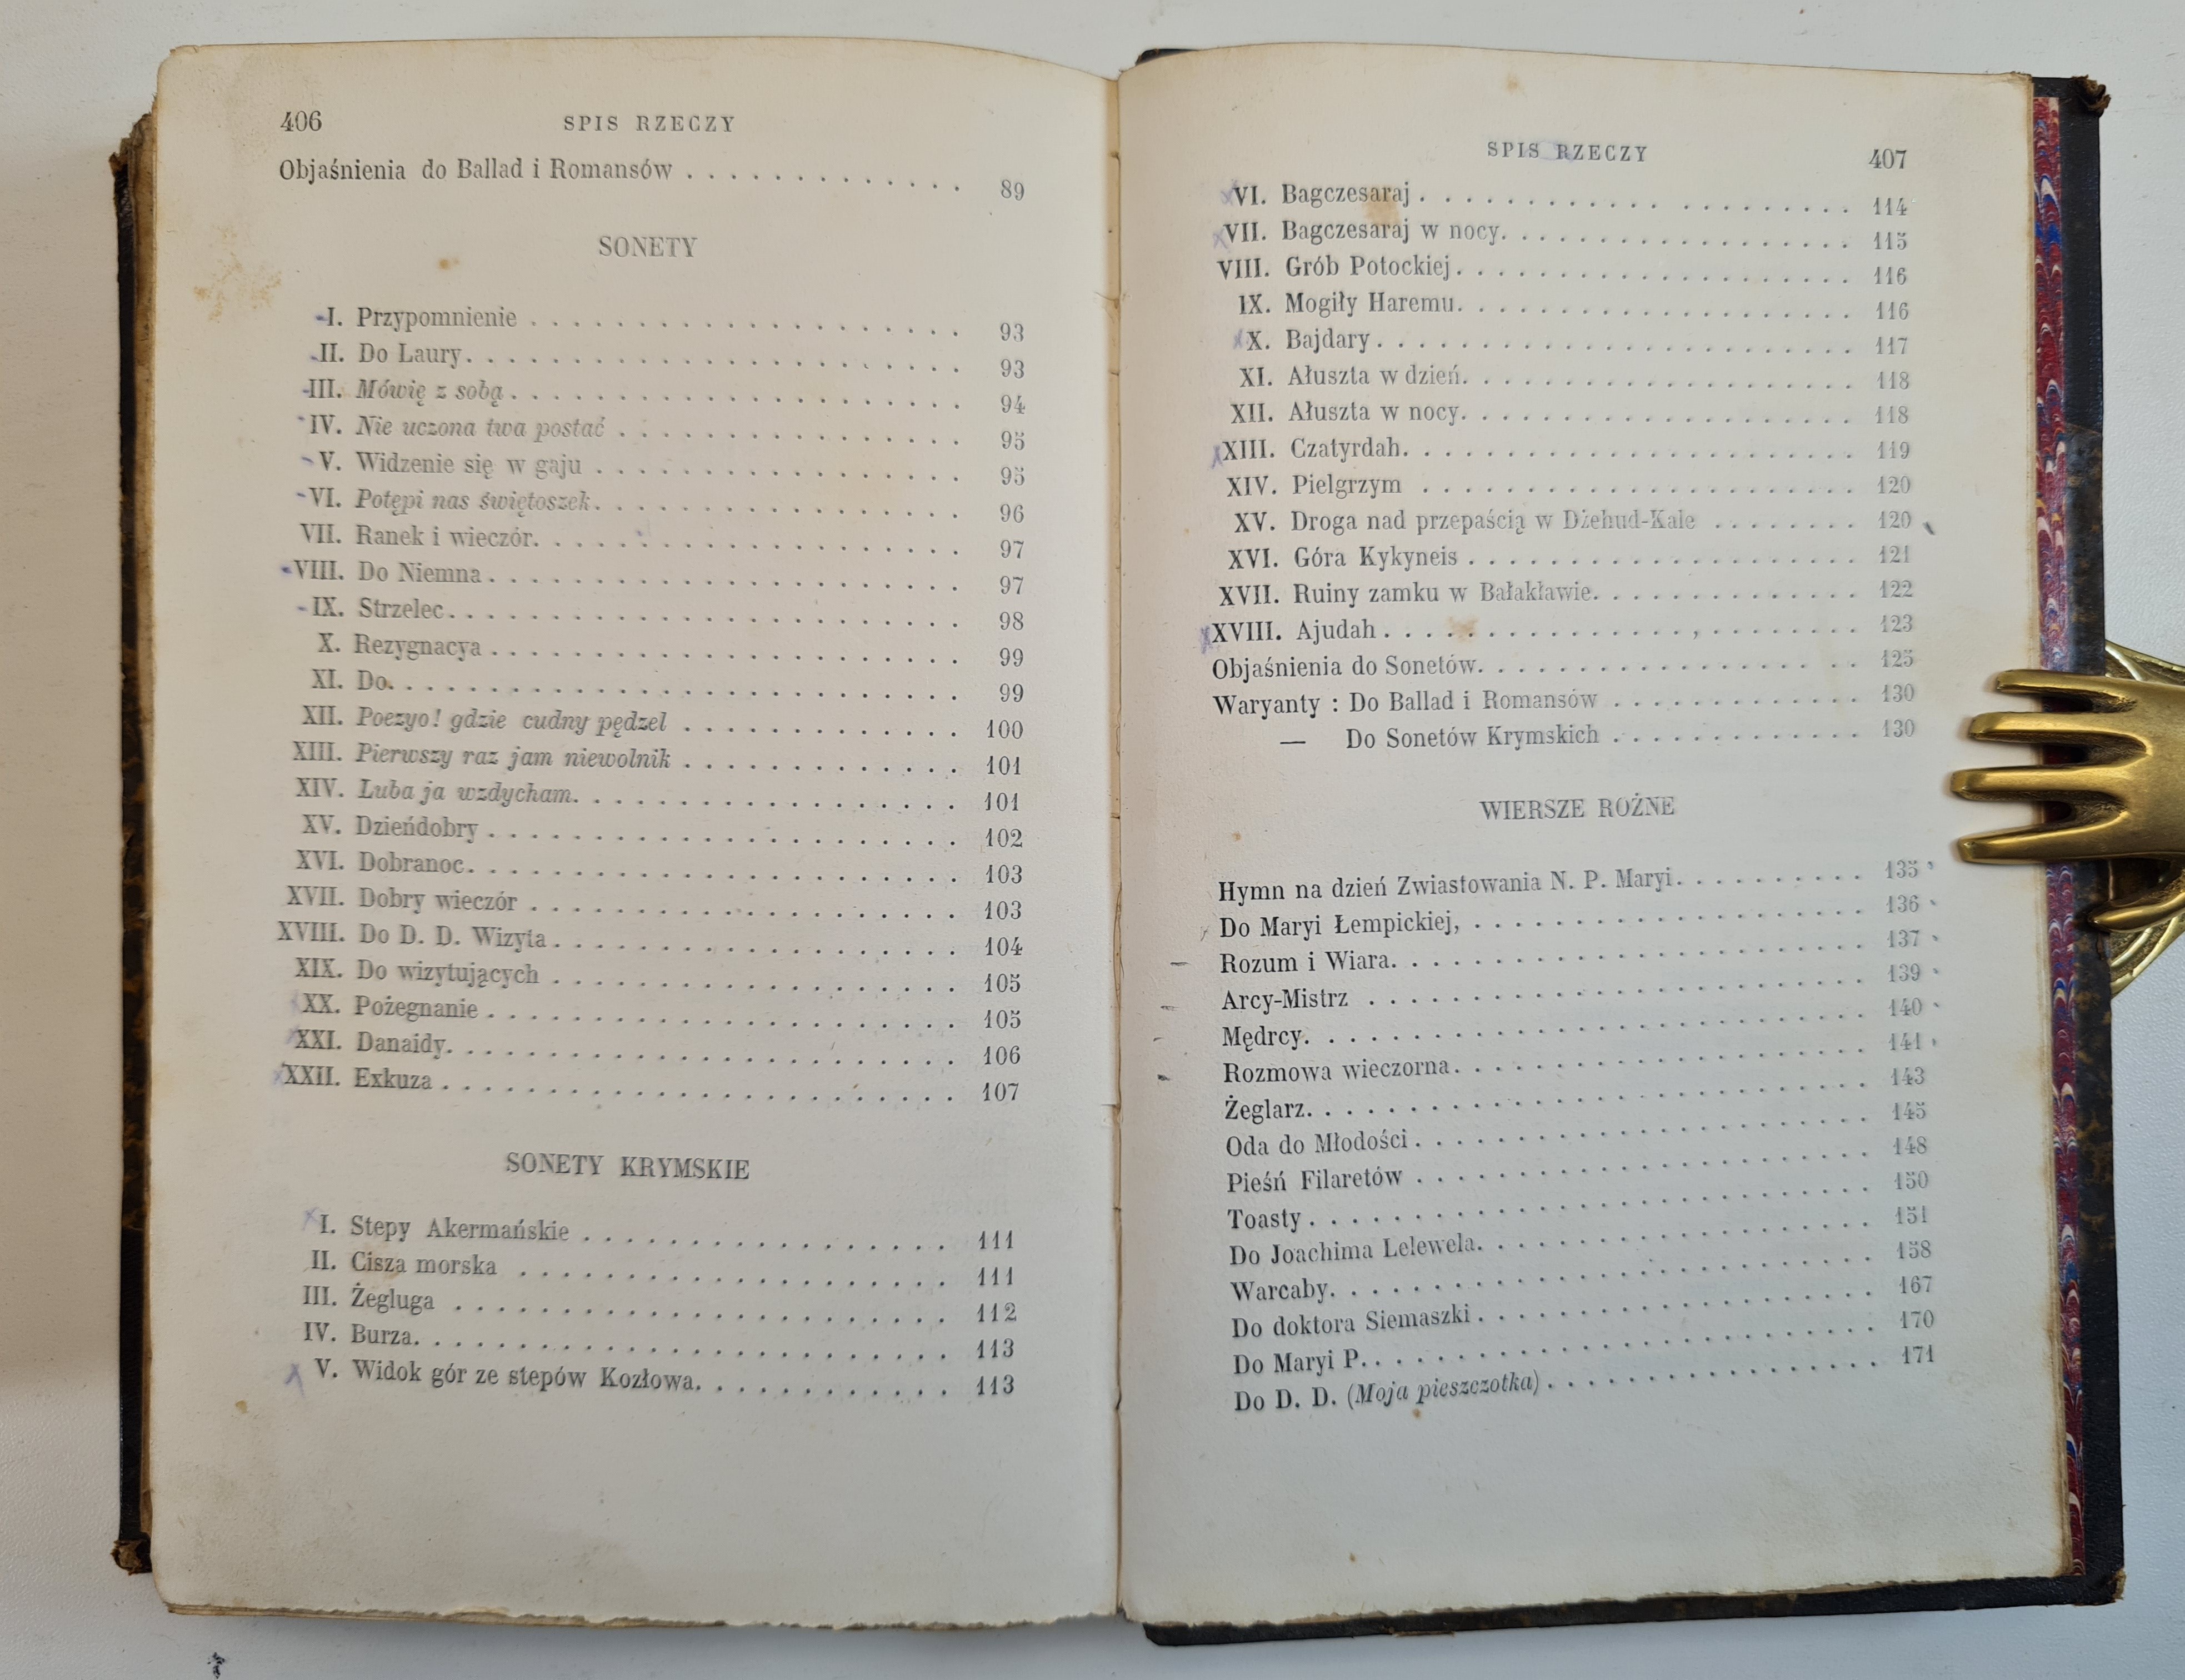 406 SPIS RZECZY
Objaśnienia do Ballad i Romansów . . . . . . . . . . . . . 89
SONETY
I. Przypomnienie . . . . . . . . . . . . . 93
II. Do Laury. . . . . . . . . . . . . 93
III. Mówię z sobą . . . . . . . . . . . . . 94
IV. Nie uczona twa postać . . . . . . . . . . . . . 95
V. Widzenie się w gaju . . . . . . . . . . . . . 95
VI. Potępi nas świętoszek. . . . . . . . . . . . . 96
VII. Ranek i wieczór. . . . . . . . . . . . . 97
VIII. Do Niemna . . . . . . . . . . . . . 97
IX. Strzelec. . . . . . . . . . . . . 98
X. Rezygnacya . . . . . . . . . . . . . 99
XI. Do. . . . . . . . . . . . . 99
XII. Poezyo! gdzie cudny pędzel . . . . . . . . . . . . . 100
XIII. Pierwszy raz jam niewolnik . . . . . . . . . . . . . 101
XIV. Luba ja wzdycham. . . . . . . . . . . . . 101
XV. Dzieńdobry . . . . . . . . . . . . . 102
XVI. Dobranoc. . . . . . . . . . . . . 103
XVII. Dobry wieczór . . . . . . . . . . . . . 103
XVIII. Do D. D. Wizyta . . . . . . . . . . . . . 104
XIX. Do wizytujących . . . . . . . . . . . . . 105
XX. Pożegnanie . . . . . . . . . . . . . 105
XXI. Danaidy. . . . . . . . . . . . . 106
XXII. Exkuza . . . . . . . . . . . . . 107
SONETY KRYMSKIE
I. Stepy Akermańskie . . . . . . . . . . . . . 111
II. Cisza morska . . . . . . . . . . . . . 111
III. Żegluga . . . . . . . . . . . . . 112
IV. Burza. . . . . . . . . . . . . 113
V. Widok gór ze stepów Kozłowa. . . . . . . . . . . . . 113
SPIS RZECZY 407
VI. Bagczesaraj . . . . . . . . . . . . . 114
VII. Bagczesaraj w nocy. . . . . . . . . . . . . 115
VIII. Grób Potockiej . . . . . . . . . . . . . 116
IX. Mogiły Haremu. . . . . . . . . . . . . 116
X. Bajdary . . . . . . . . . . . . . 117
XI. Ałuszta w dzień. . . . . . . . . . . . . 118
XII. Ałuszta w nocy. . . . . . . . . . . . . 118
XIII. Czatyrdah. . . . . . . . . . . . . 119
XIV. Pielgrzym . . . . . . . . . . . . . 120
XV. Droga nad przepaścią w Dżehud-Kale . . . . . . . . 120
XVI. Góra Kykyneis . . . . . . . . . . . . . 121
XVII. Ruiny zamku w Bałakławie. . . . . . . . . . . . . 122
XVIII. Ajudah . . . . . . . . . . . . . 123
Objaśnienia do Sonetów. . . . . . . . . . . . . 125
Waryanty : Do Ballad i Romansów . . . . . . . . . . . . . 130
— Do Sonetów Krymskich . . . . . . . . . . . . . 130
WIERSZE ROŻNE
Hymn na dzień Zwiastowania N. P. Maryi. . . . . . . . . . . 135
Do Maryi Łempickiej, . . . . . . . . . . . . . 136
Rozum i Wiara. . . . . . . . . . . . . 137
Arcy-Mistrz . . . . . . . . . . . . . 139
Mędrcy. . . . . . . . . . . . . 140
Rozmowa wieczorna. . . . . . . . . . . . . 141
Żeglarz. . . . . . . . . . . . . 143
Oda do Młodości . . . . . . . . . . . . . 145
Pieśń Filaretów . . . . . . . . . . . . . 148
Toasty . . . . . . . . . . . . . 150
Do Joachima Lelewela. . . . . . . . . . . . . 151
Warcaby. . . . . . . . . . . . . 158
Do doktora Siemaszki . . . . . . . . . . . . . 167
Do Maryi P. . . . . . . . . . . . . 170
Do D. D. (Moja pieszczotka) . . . . . . . . . . . . . 171